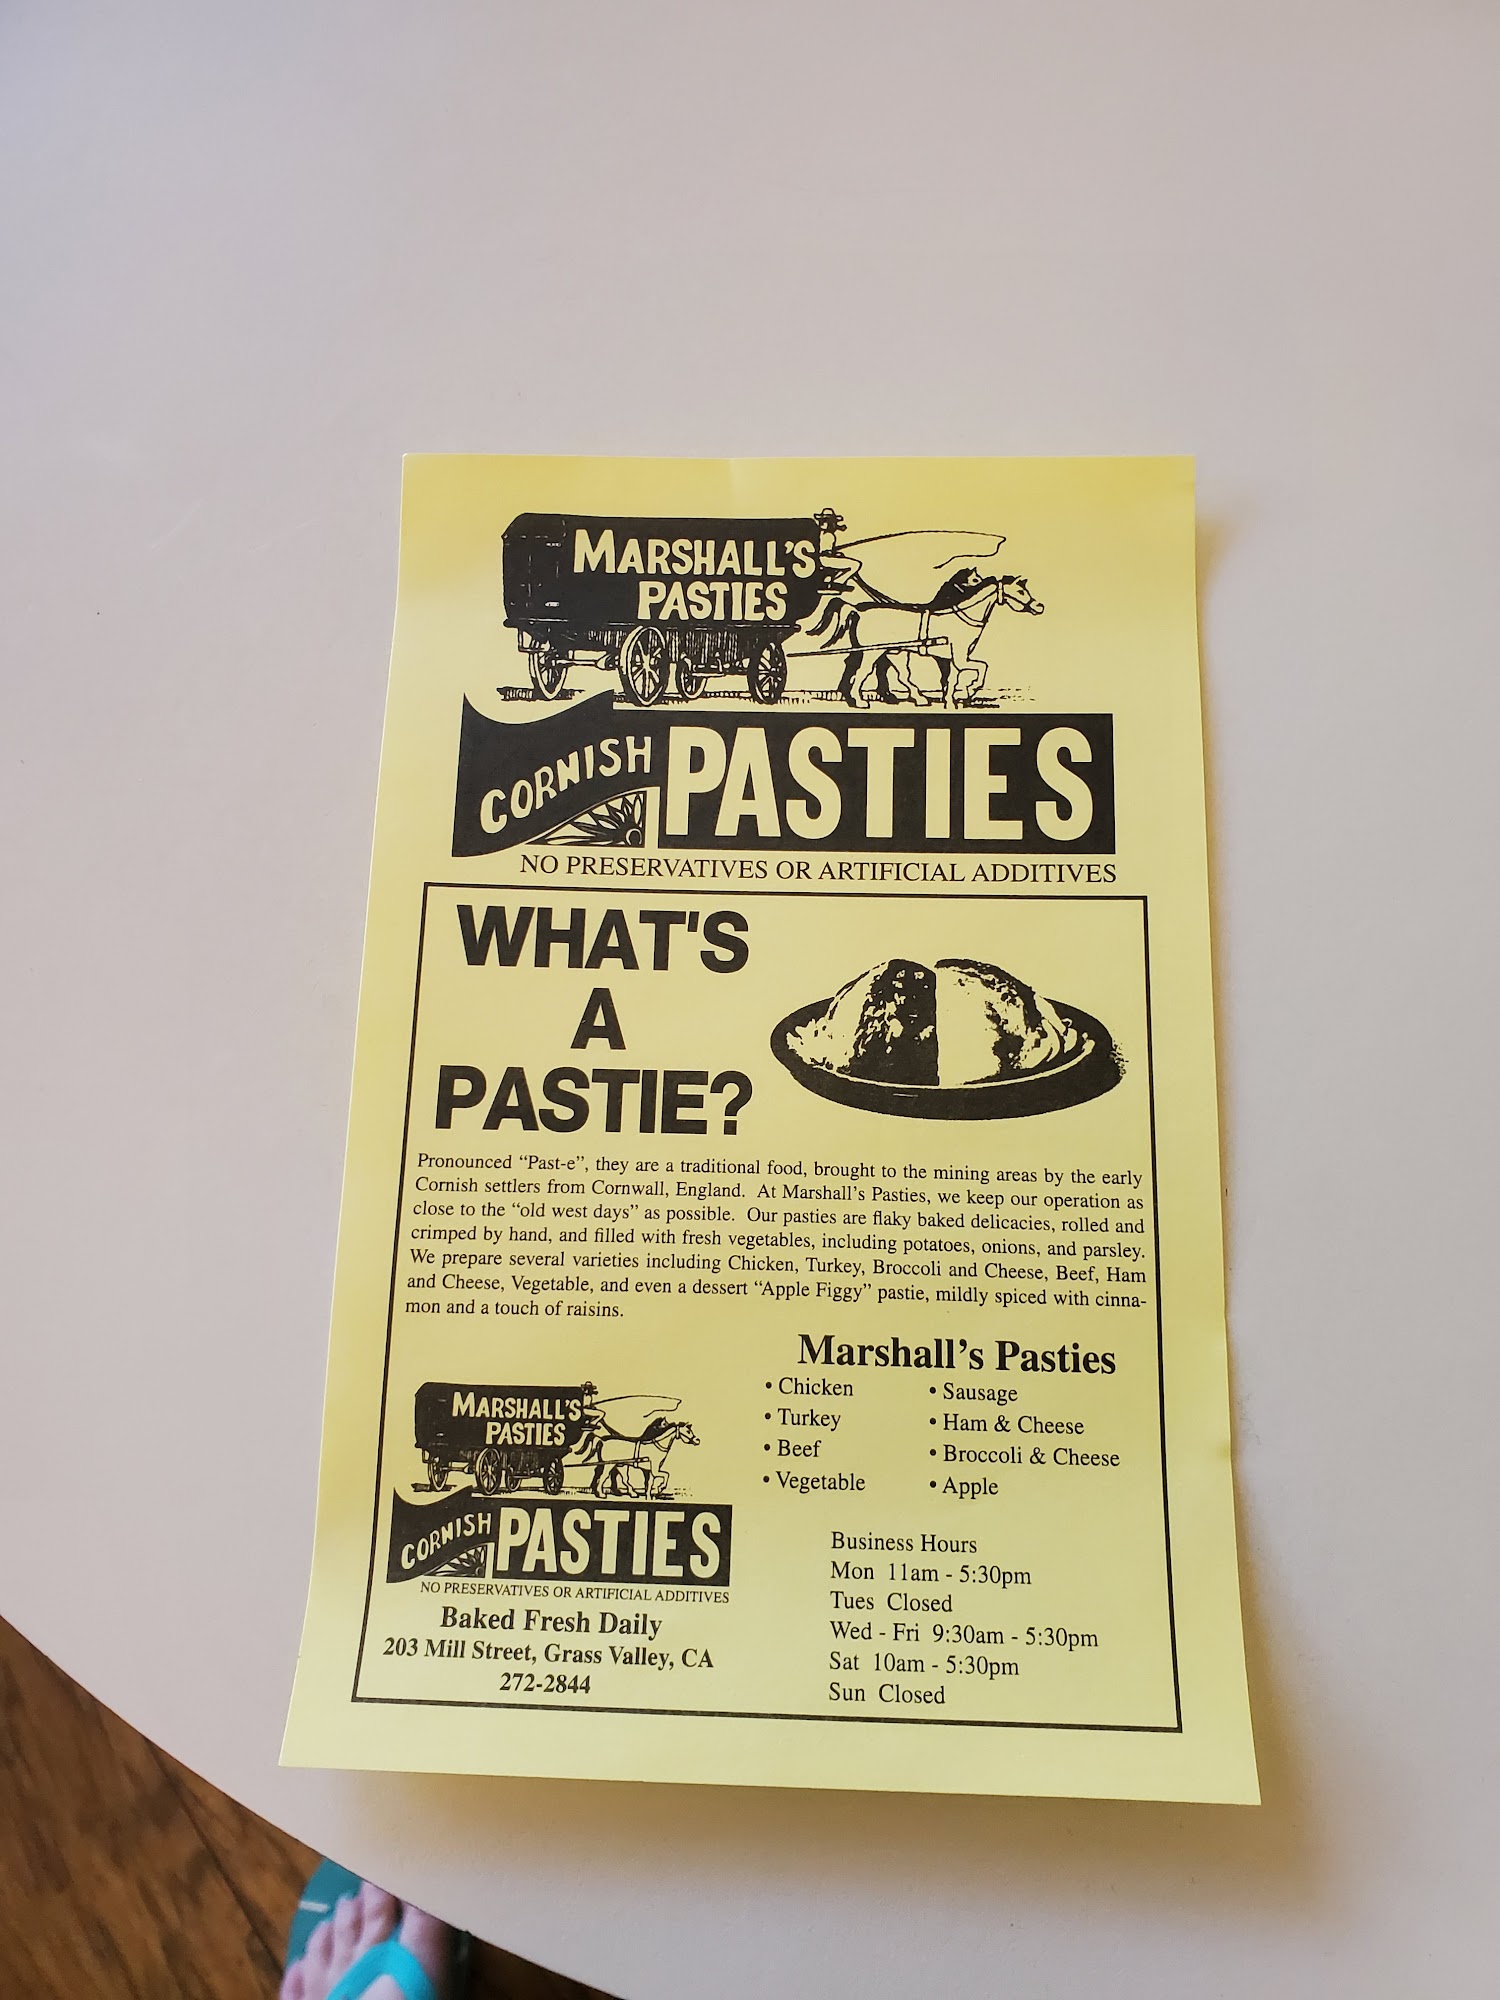 MARSHALL'S
PASTIES
CORNISH PASTIES
NO PRESERVATIVES OR ARTIFICIAL ADDITIVES
WHAT'S
A
PASTIE?
Pronounced “Past-e”, they are a traditional food, brought to the mining areas by the early
Cornish settlers from Cornwall, England. At Marshall’s Pasties, we keep our operation as
close to the “old west days” as possible. Our pasties are flaky baked delicacies, rolled and
crimped by hand, and filled with fresh vegetables, including potatoes, onions, and parsley.
We prepare several varieties including Chicken, Turkey, Broccoli and Cheese, Beef, Ham
and Cheese, Vegetable, and even a dessert “Apple Figgy” pastie, mildly spiced with cinna-
mon and a touch of raisins.
MARSHALL'S
PASTIES
CORNISH PASTIES
NO PRESERVATIVES OR ARTIFICIAL ADDITIVES
Baked Fresh Daily
203 Mill Street, Grass Valley, CA
272-2844
Marshall’s Pasties
• Chicken
• Turkey
• Beef
• Vegetable
• Sausage
• Ham & Cheese
• Broccoli & Cheese
• Apple
Business Hours
Mon 11am - 5:30pm
Tues Closed
Wed - Fri 9:30am - 5:30pm
Sat 10am - 5:30pm
Sun Closed